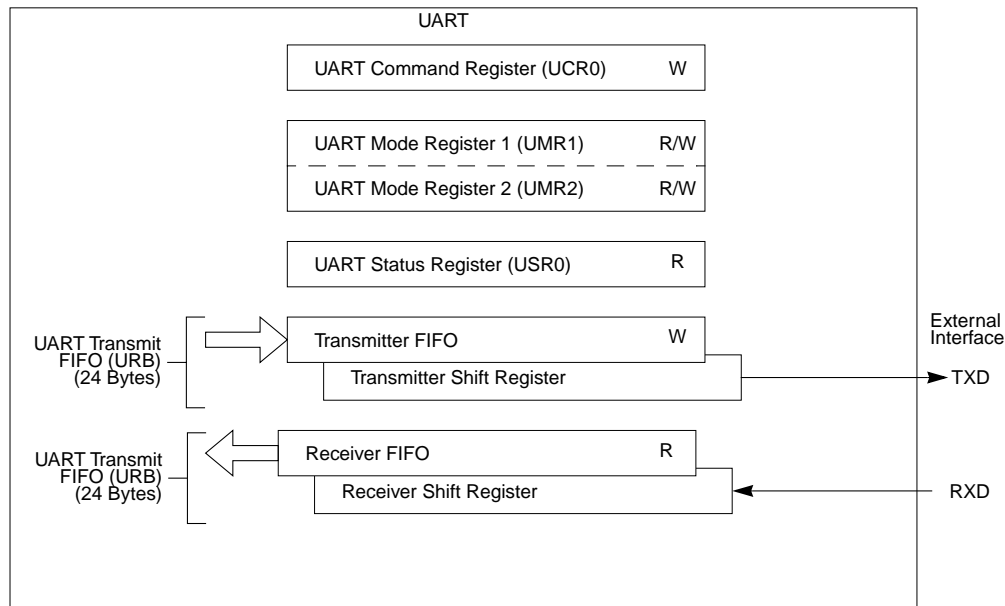 UART
UART Command Register (UCR0) W
UART Mode Register 1 (UMR1) R/W
UART Mode Register 2 (UMR2) R/W
UART Status Register (USR0) R
UART Transmit
FIFO (URB)
(24 Bytes)
Transmitter FIFO W
Transmitter Shift Register
External
Interface
TXD
UART Transmit
FIFO (URB)
(24 Bytes)
Receiver FIFO R
Receiver Shift Register
RXD